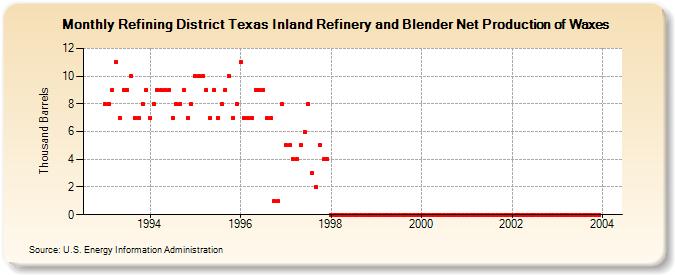 Monthly Refining District Texas Inland Refinery and Blender Net Production of Waxes
Thousand Barrels
12
10
8
6
4
2
0
1994 1996 1998 2000 2002 2004
Source: U.S. Energy Information Administration